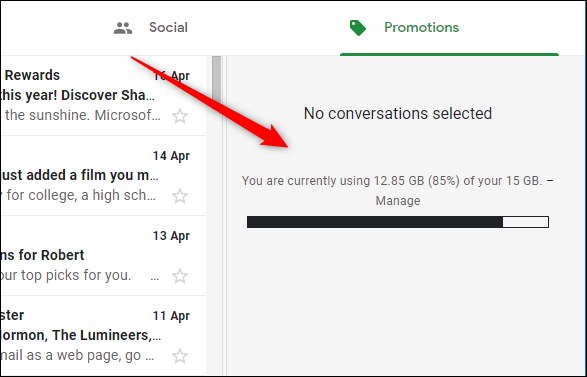 Social
Promotions
Rewards
16 Apr
this year! Discover Sha...
the sunshine. Microsof...
14 Apr
just added a film you m...
for college, a high sch...
13 Apr
ns for Robert
our top picks for you. ...
11 Apr
ster
Mormon, The Lumineers,...
mail as a web page, go ...
No conversations selected
You are currently using 12.85 GB (85%) of your 15 GB. –
Manage